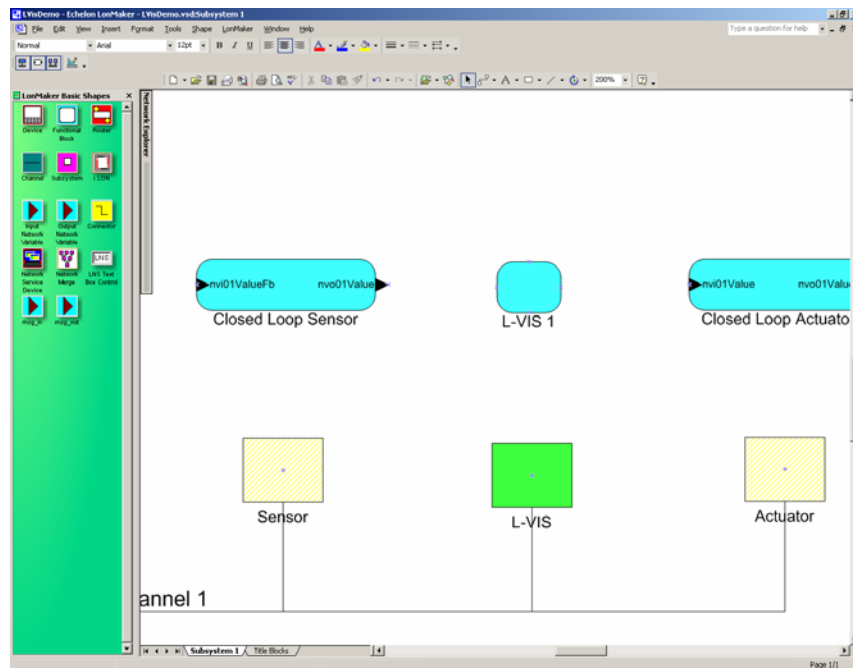 LVisDemo - Echelon LonMaker - LVisDemo.vsd:Subsystem 1
File Edit View Insert Format Tools Shape LonMaker Window Help
Type a question for help
Normal Arial 12pt B I U
200%
LonMaker Basic Shapes
Network Explorer
Device
Functional Block
Router
Channel
Subsystem
Input Network Variable
Output Network Variable
Connector
Network Service Device
Network Merge
LNS Text Box Control
msg_in
msg_out
nvi01ValueFb nvo01Value
Closed Loop Sensor
L-VIS 1
nvi01Value nvo01Valu
Closed Loop Actuato
Sensor
L-VIS
Actuator
annel 1
Subsystem 1
Title Blocks
Page 1/1